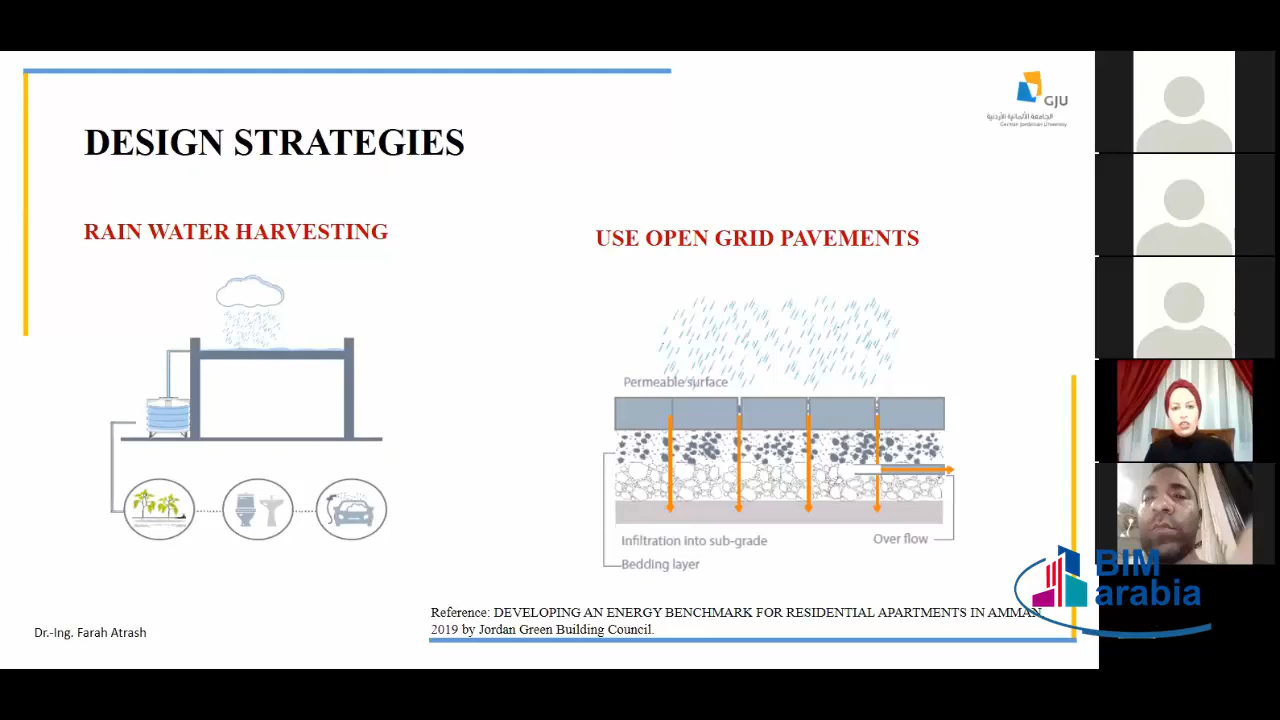 GJU
الجامعة الألمانية الأردنية
German Jordanian University
DESIGN STRATEGIES
RAIN WATER HARVESTING
USE OPEN GRID PAVEMENTS
Permeable surface
Infiltration into sub-grade
Over flow
Bedding layer
Reference: DEVELOPING AN ENERGY BENCHMARK FOR RESIDENTIAL APARTMENTS IN AMMAN
2019 by Jordan Green Building Council.
Dr.-Ing. Farah Atrash
BIM
arabia